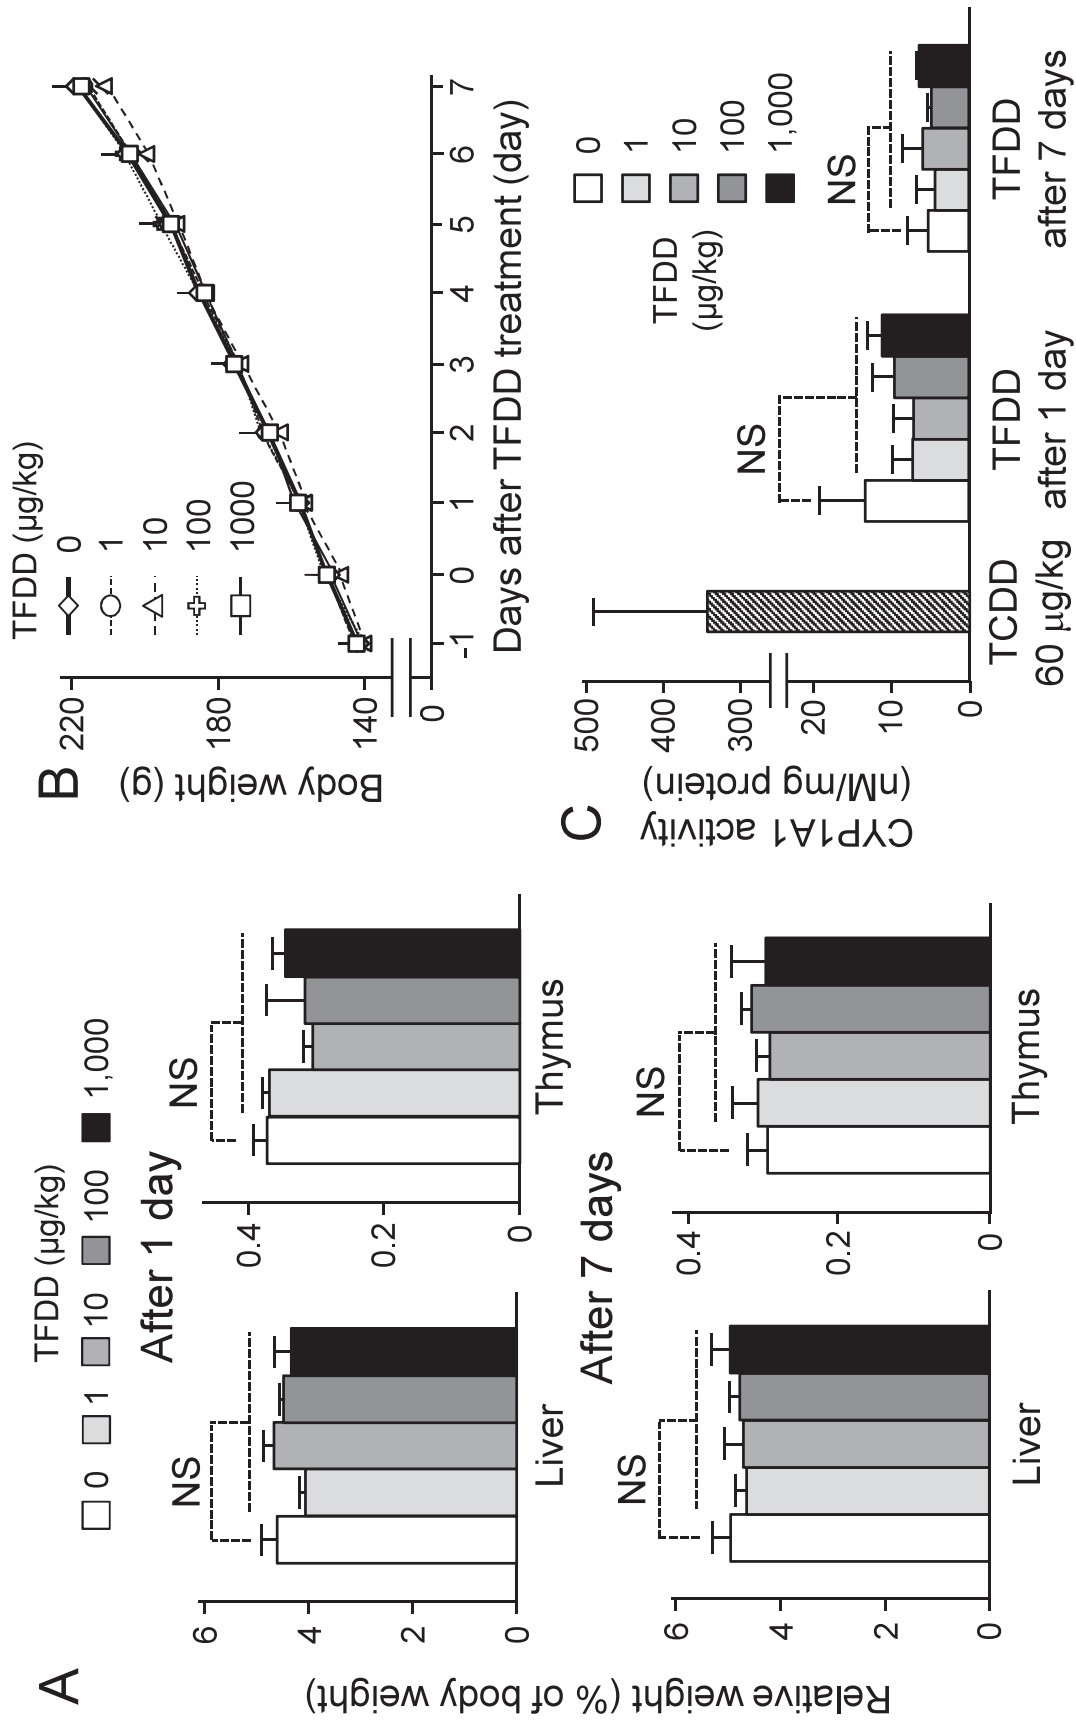 A
TFDD (µg/kg)
0 1 10 100 1,000
After 1 day
Relative weight (% of body weight)
6
4
2
0
NS
Liver
0.4
0.2
0
NS
Thymus
After 7 days
6
4
2
0
NS
Liver
0.4
0.2
0
NS
Thymus
B
TFDD (µg/kg)
0
1
10
100
1000
Body weight (g)
220
180
140
0
-1 0 1 2 3 4 5 6 7
Days after TFDD treatment (day)
C
CYP1A1 activity
(nM/mg protein)
500
400
300
20
10
0
TFDD
(µg/kg)
0
1
10
100
1,000
NS
NS
TCDD
60 µg/kg
TFDD
after 1 day
TFDD
after 7 days